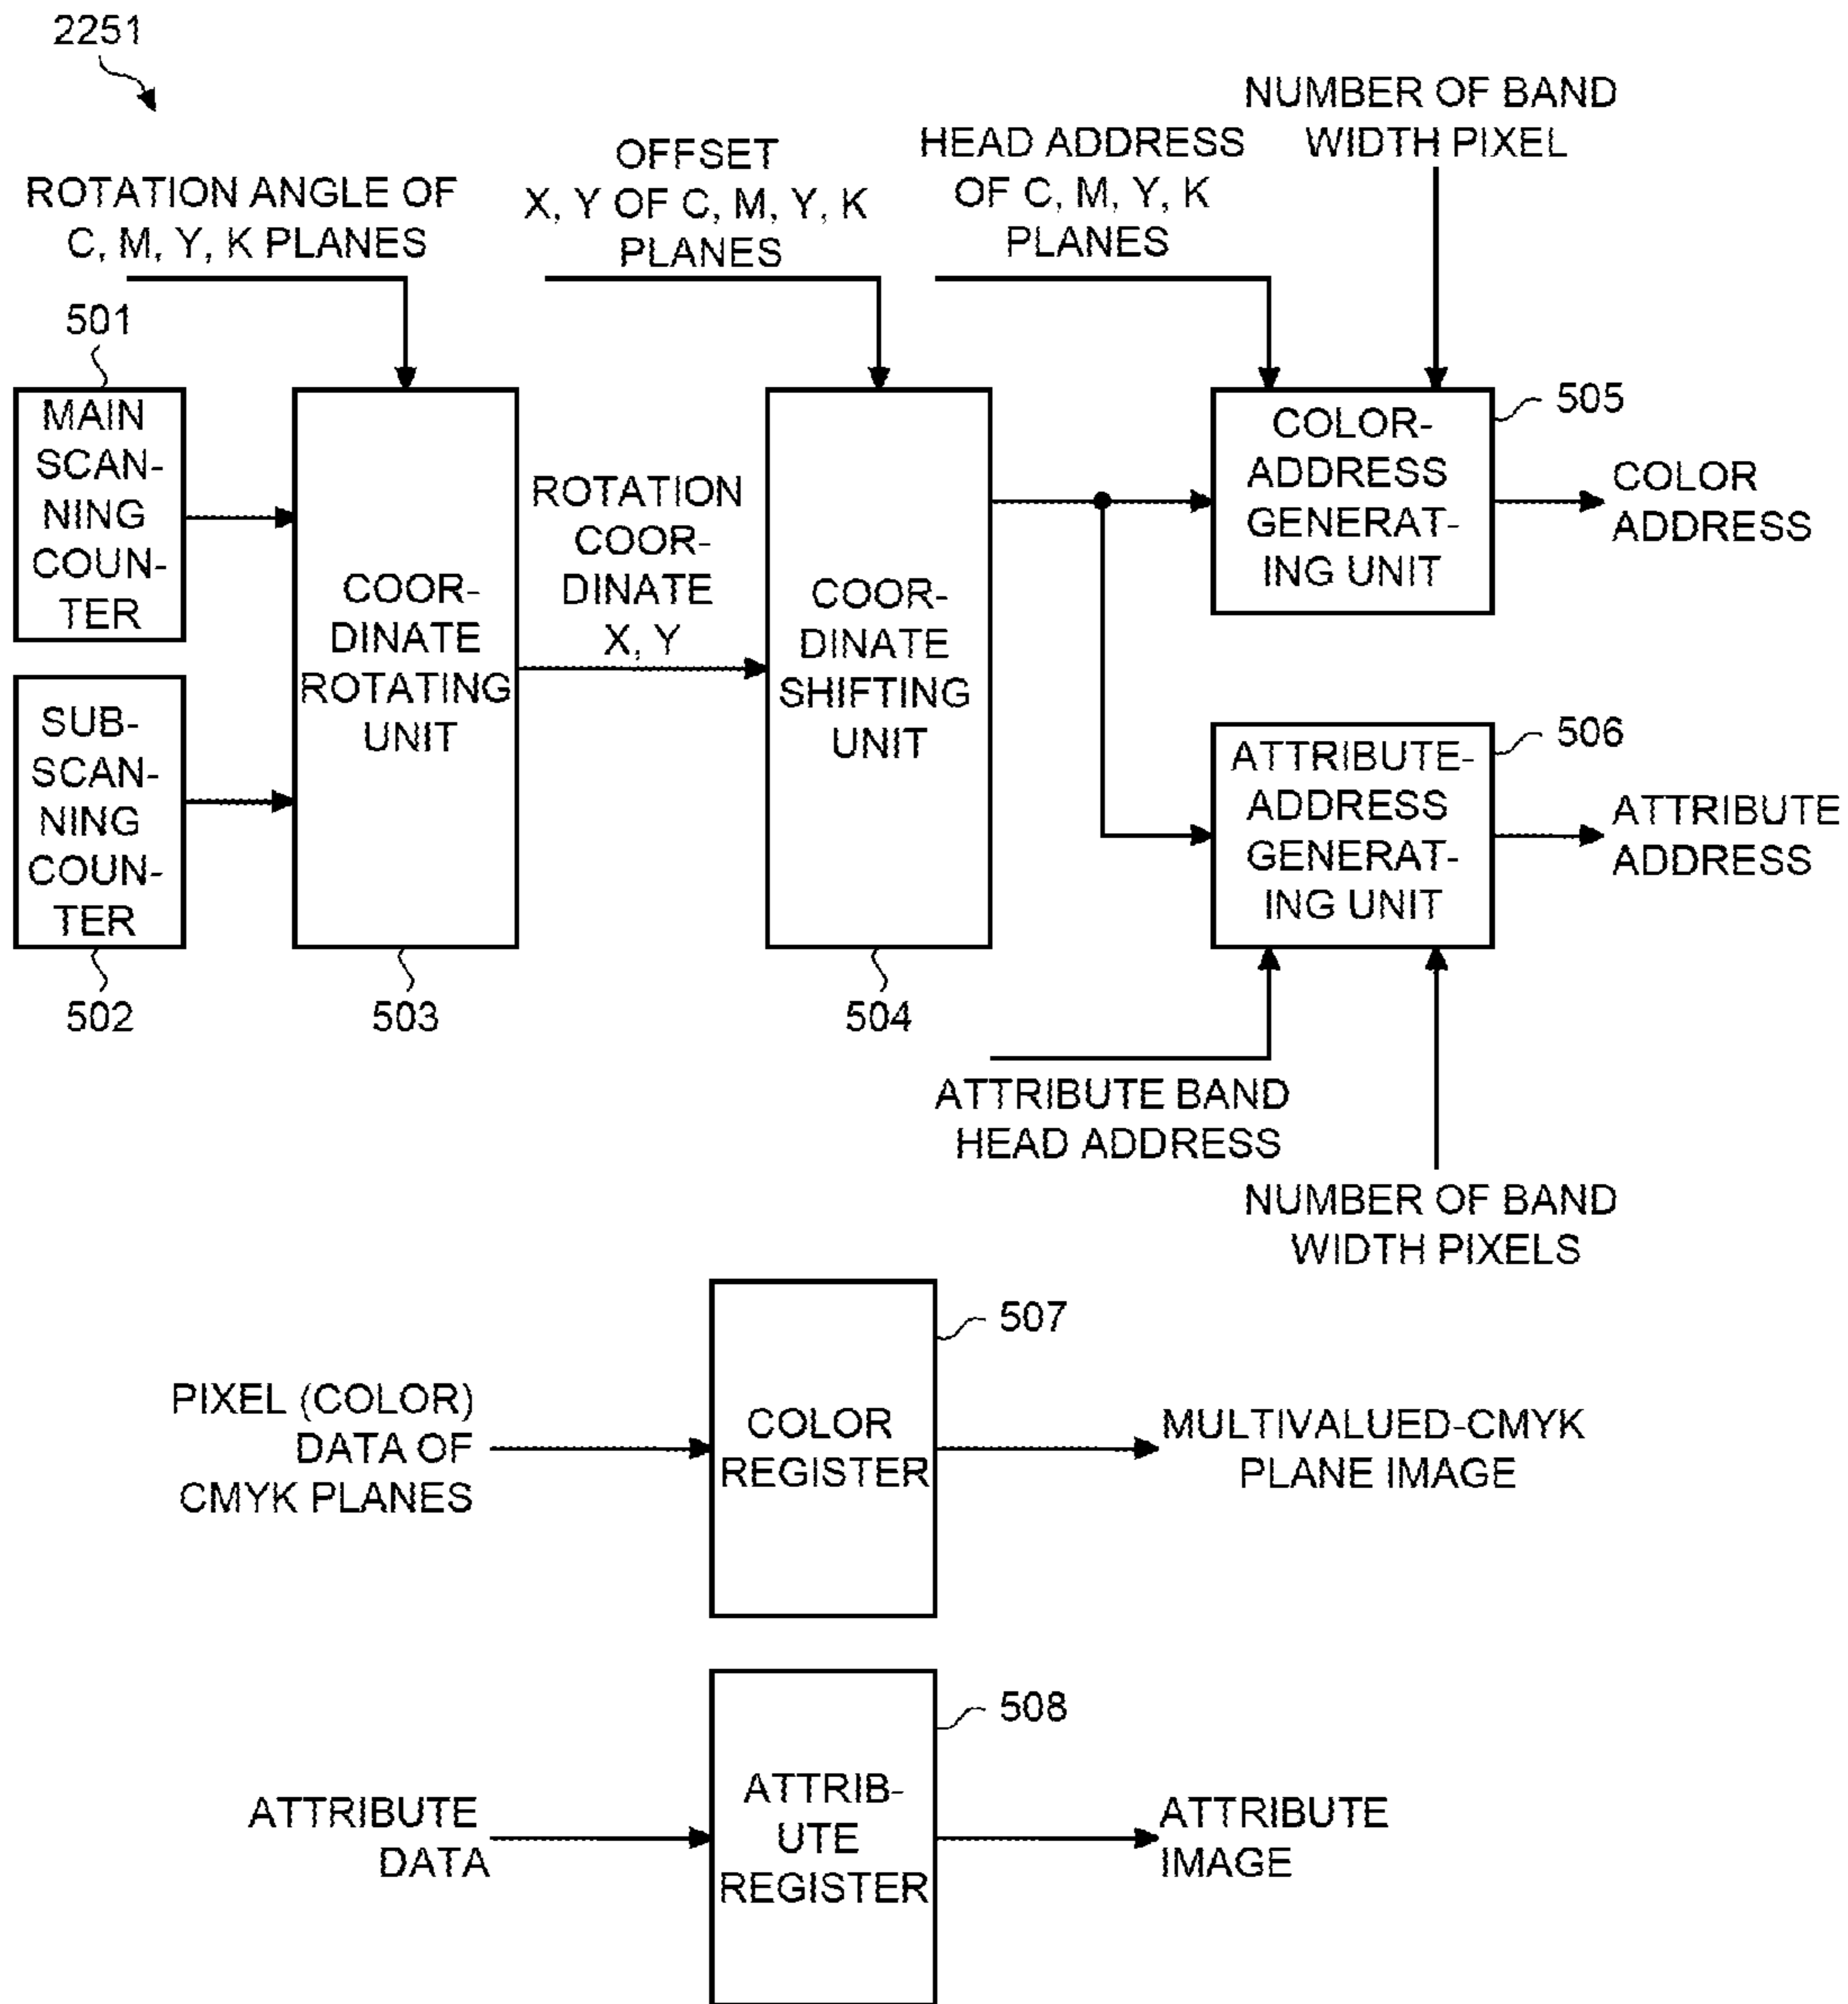 2251
NUMBER OF BAND
WIDTH PIXEL
HEAD ADDRESS
OF C, M, Y, K
PLANES
OFFSET
X, Y OF C, M, Y, K
PLANES
ROTATION ANGLE OF
C, M, Y, K PLANES
501
MAIN
SCAN-
NING
COUN-
TER
SUB-
SCAN-
NING
COUN-
TER
502
COOR-
DINATE
ROTATING
UNIT
503
ROTATION
COOR-
DINATE
X, Y
COOR-
DINATE
SHIFTING
UNIT
504
COLOR-
ADDRESS
GENERAT-
ING UNIT
505
COLOR
ADDRESS
ATTRIBUTE-
ADDRESS
GENERAT-
ING UNIT
506
ATTRIBUTE
ADDRESS
ATTRIBUTE BAND
HEAD ADDRESS
NUMBER OF BAND
WIDTH PIXELS
PIXEL (COLOR)
DATA OF
CMYK PLANES
COLOR
REGISTER
507
MULTIVALUED-CMYK
PLANE IMAGE
ATTRIBUTE
DATA
ATTRIB-
UTE
REGISTER
508
ATTRIBUTE
IMAGE